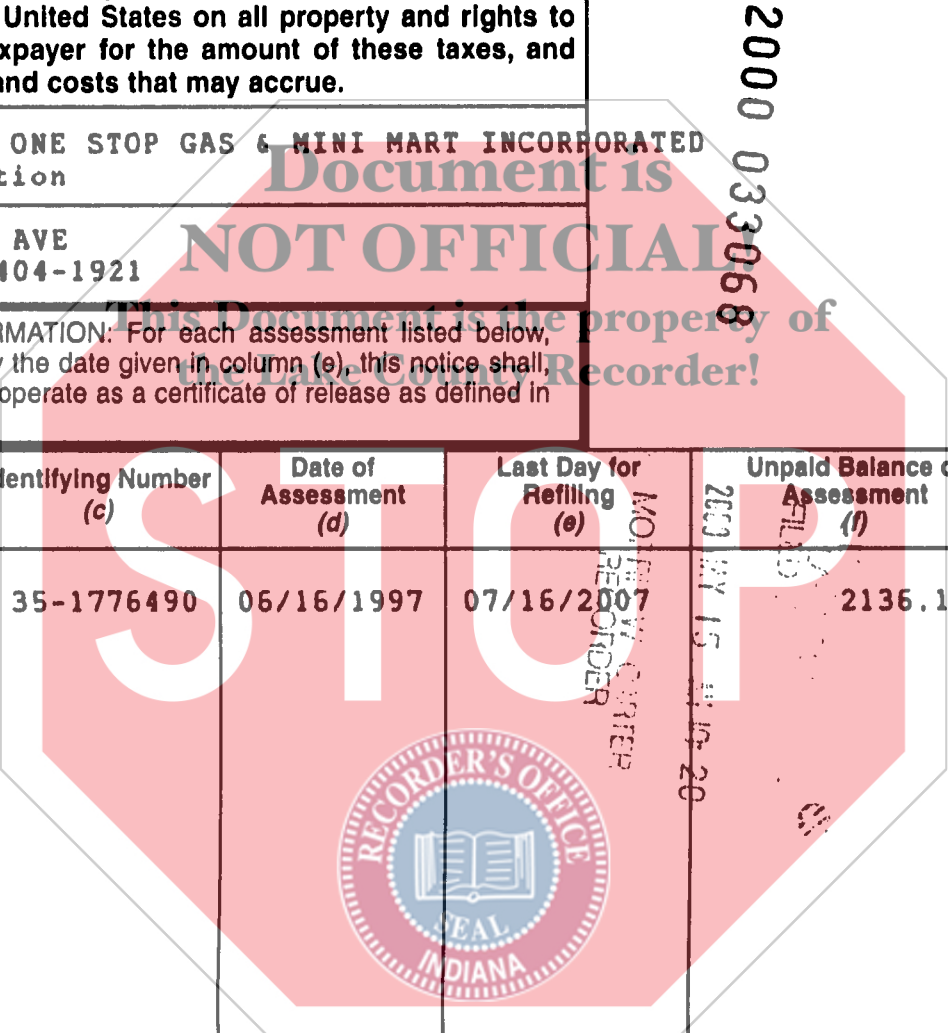 United States on all property and rights to
xpayer for the amount of these taxes, and
and costs that may accrue.
ONE STOP GAS & MINI MART INCORPORATED
tion
AVE
404-1921
RMATION: For each assessment listed below,
the date given in column (e), this notice shall,
operate as a certificate of release as defined in
dentifying Number
(c)
Date of
Assessment
(d)
Last Day for
Refiling
(e)
Unpaid Balance o
Assessment
(f)
35-1776490 06/16/1997 07/16/2007 2136.1
2000 033068
Document is
NOT OFFICIAL!
This Document is the property of
the Lake County Recorder!
STOP
RECORDER'S OFFICE
SEAL
INDIANA
FILED
RECORDER